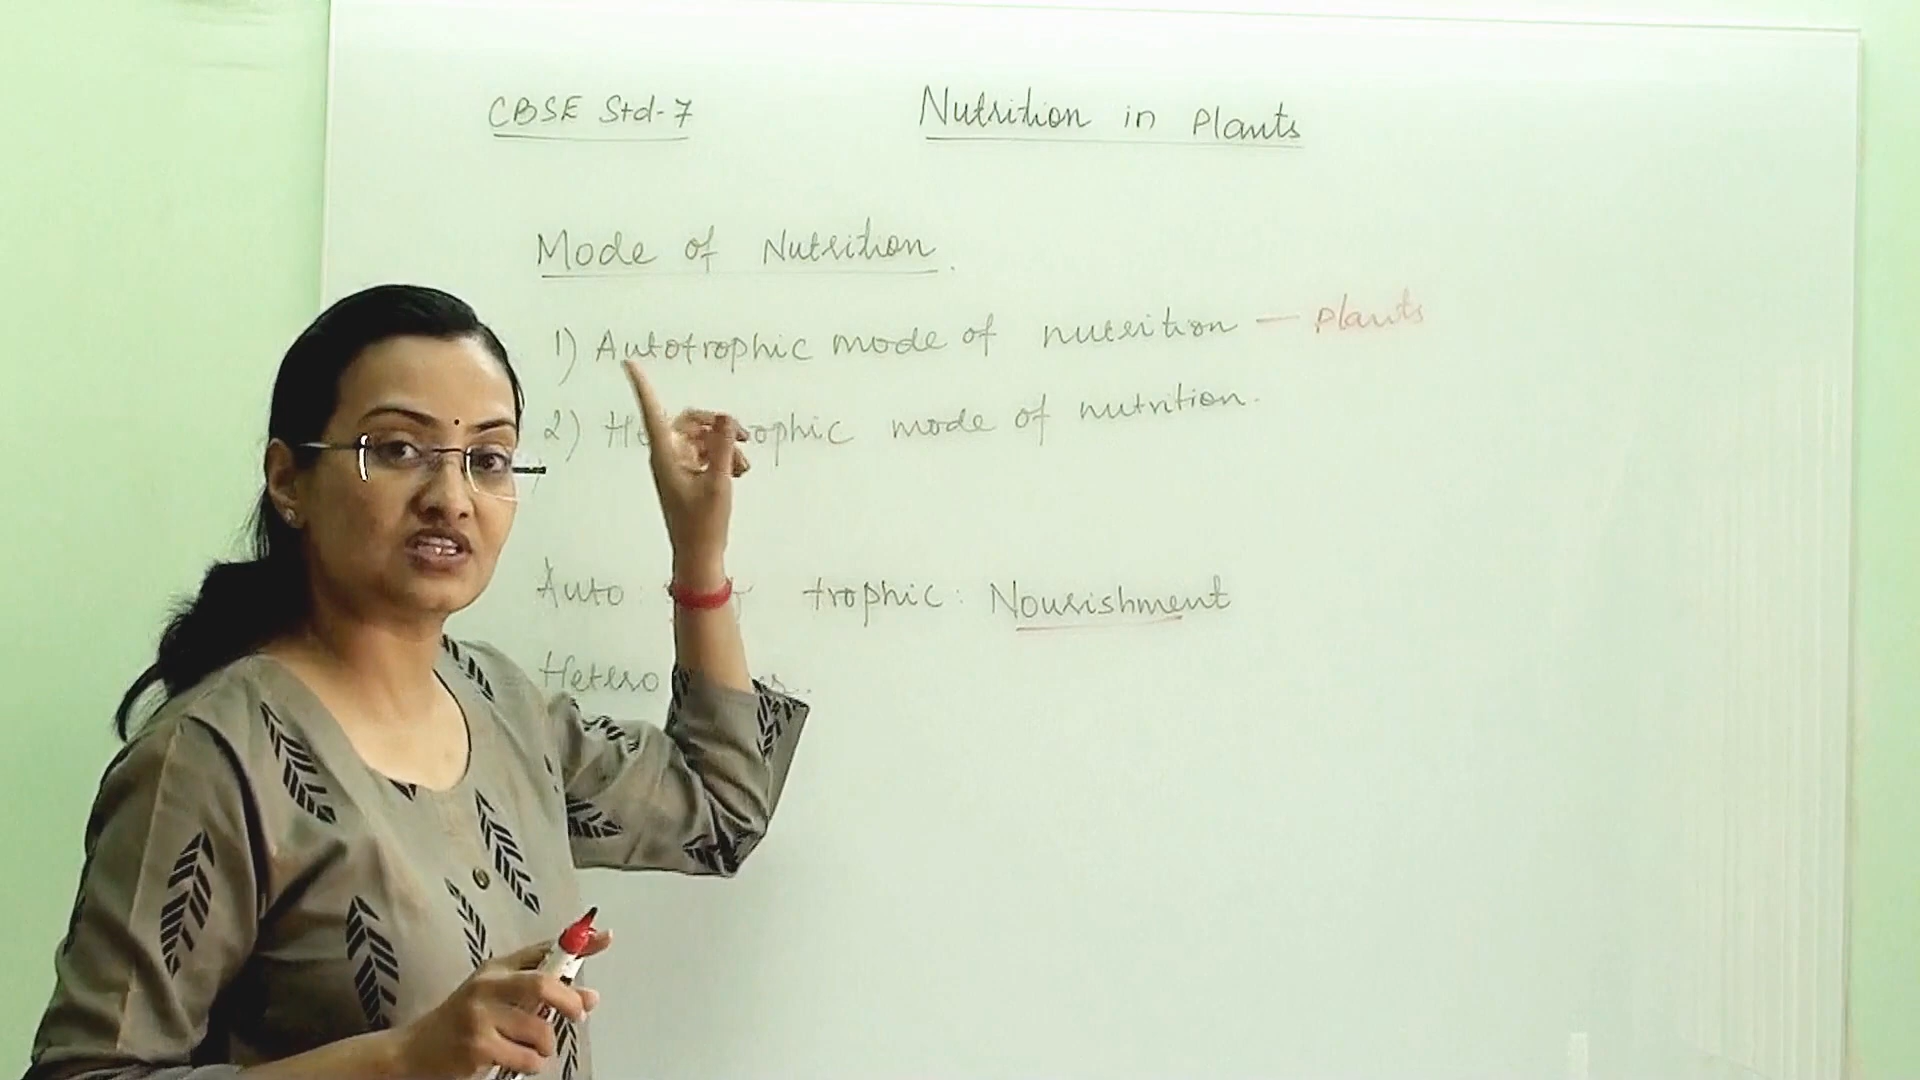 CBSE Std-7
Nutrition in Plants
Mode of Nutrition.
1) Autotrophic mode of nutrition — plants
2) mode of nutrition.
Auto: trophic: Nourishment
Hetero